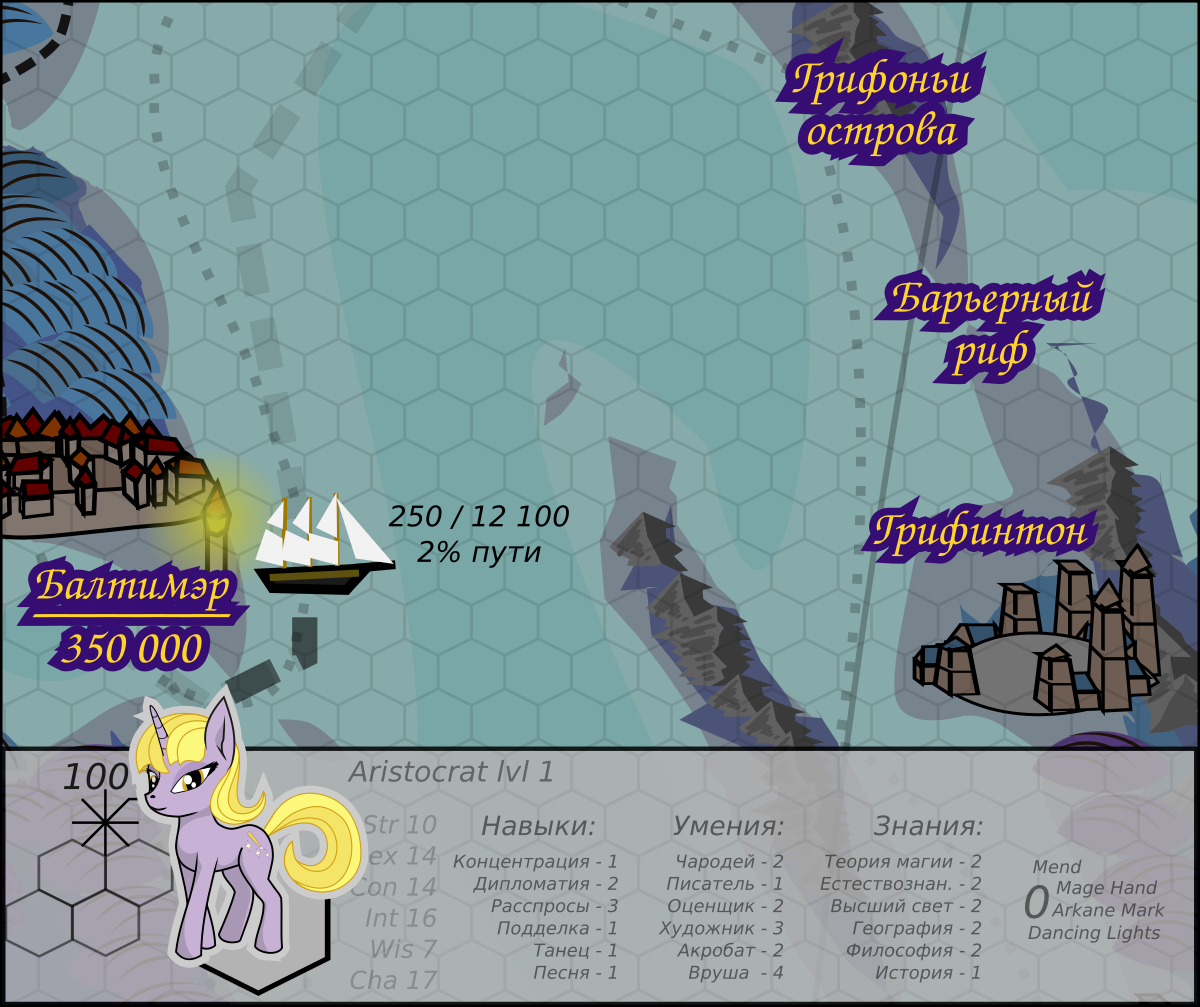 Грифоньи
острова
Барьерный
риф
Грифинтон
250 / 12 100
2% пути
Балтимэр
350 000
100
Aristocrat lvl 1
Str 10
ex 14
Con 14
Int 16
Wis 7
Cha 17
Навыки:
Концентрация - 1
Дипломатия - 2
Расспросы - 3
Подделка - 1
Танец - 1
Песня - 1
Умения:
Чародей - 2
Писатель - 1
Оценщик - 2
Художник - 3
Акробат - 2
Вруша - 4
Знания:
Теория магии - 2
Естествознан. - 2
Высший свет - 2
География - 2
Философия - 2
История - 1
0
Mend
Mage Hand
Arkane Mark
Dancing Lights